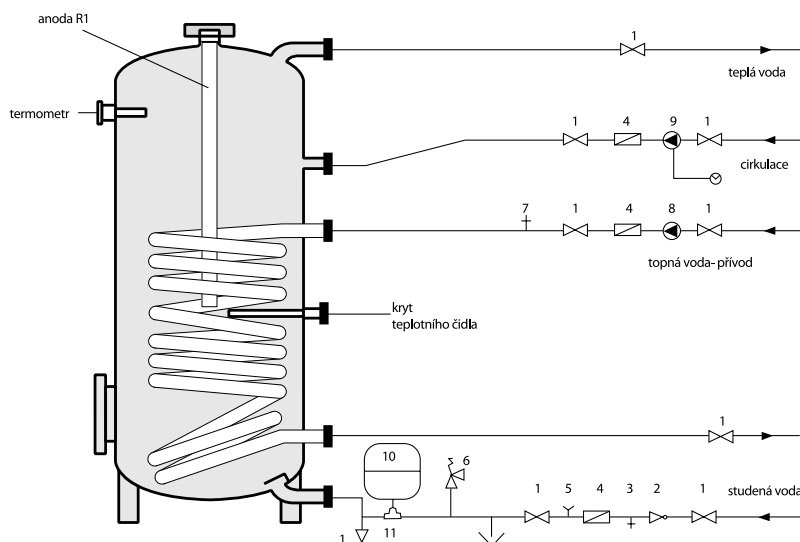 anoda R1
1
teplá voda
termometr
1 4 9 1
cirkulace
7 1 4 8 1
topná voda- přívod
kryt
teplotního čidla
1
10
6
1 5 4 3 2 1
studená voda
1
11